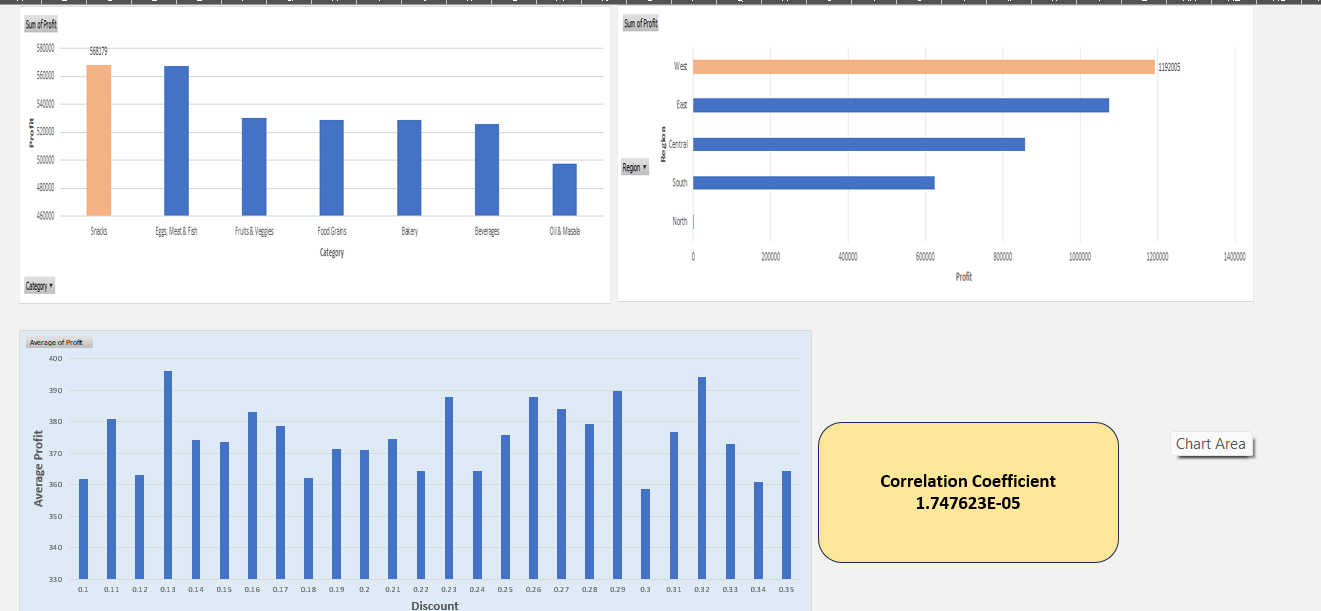 Sum of Profit
580000
568179
560000
540000
520000
500000
480000
460000
Profit
Snacks
Eggs, Meat & Fish
Fruits & Veggies
Food Grains
Bakery
Beverages
Oil & Masala
Category
Category
Sum of Profit
Region
Region
West
1192005
East
Central
South
North
0
200000
400000
600000
800000
1000000
1200000
1400000
Profit
Average of Profit
400
390
380
370
360
350
340
330
Average Profit
0.1 0.11 0.12 0.13 0.14 0.15 0.16 0.17 0.18 0.19 0.2 0.21 0.22 0.23 0.24 0.25 0.26 0.27 0.28 0.29 0.3 0.31 0.32 0.33 0.34 0.35
Discount
Correlation Coefficient
1.747623E-05
Chart Area